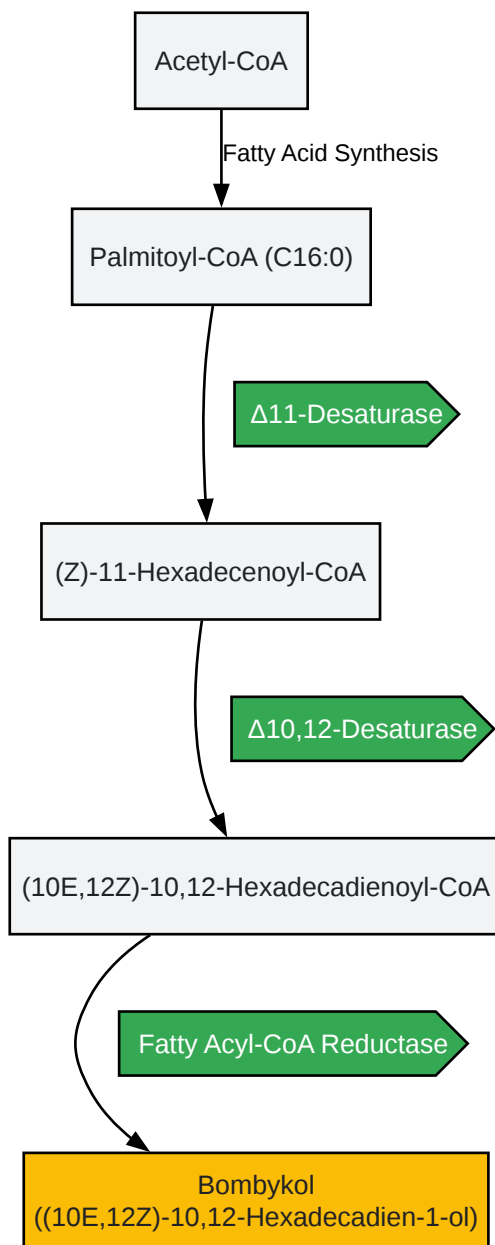 Acetyl-CoA
Fatty Acid Synthesis
Palmitoyl-CoA (C16:0)
Δ11-Desaturase
(Z)-11-Hexadecenoyl-CoA
Δ10,12-Desaturase
(10E,12Z)-10,12-Hexadecadienoyl-CoA
Fatty Acyl-CoA Reductase
Bombykol
((10E,12Z)-10,12-Hexadecadien-1-ol)